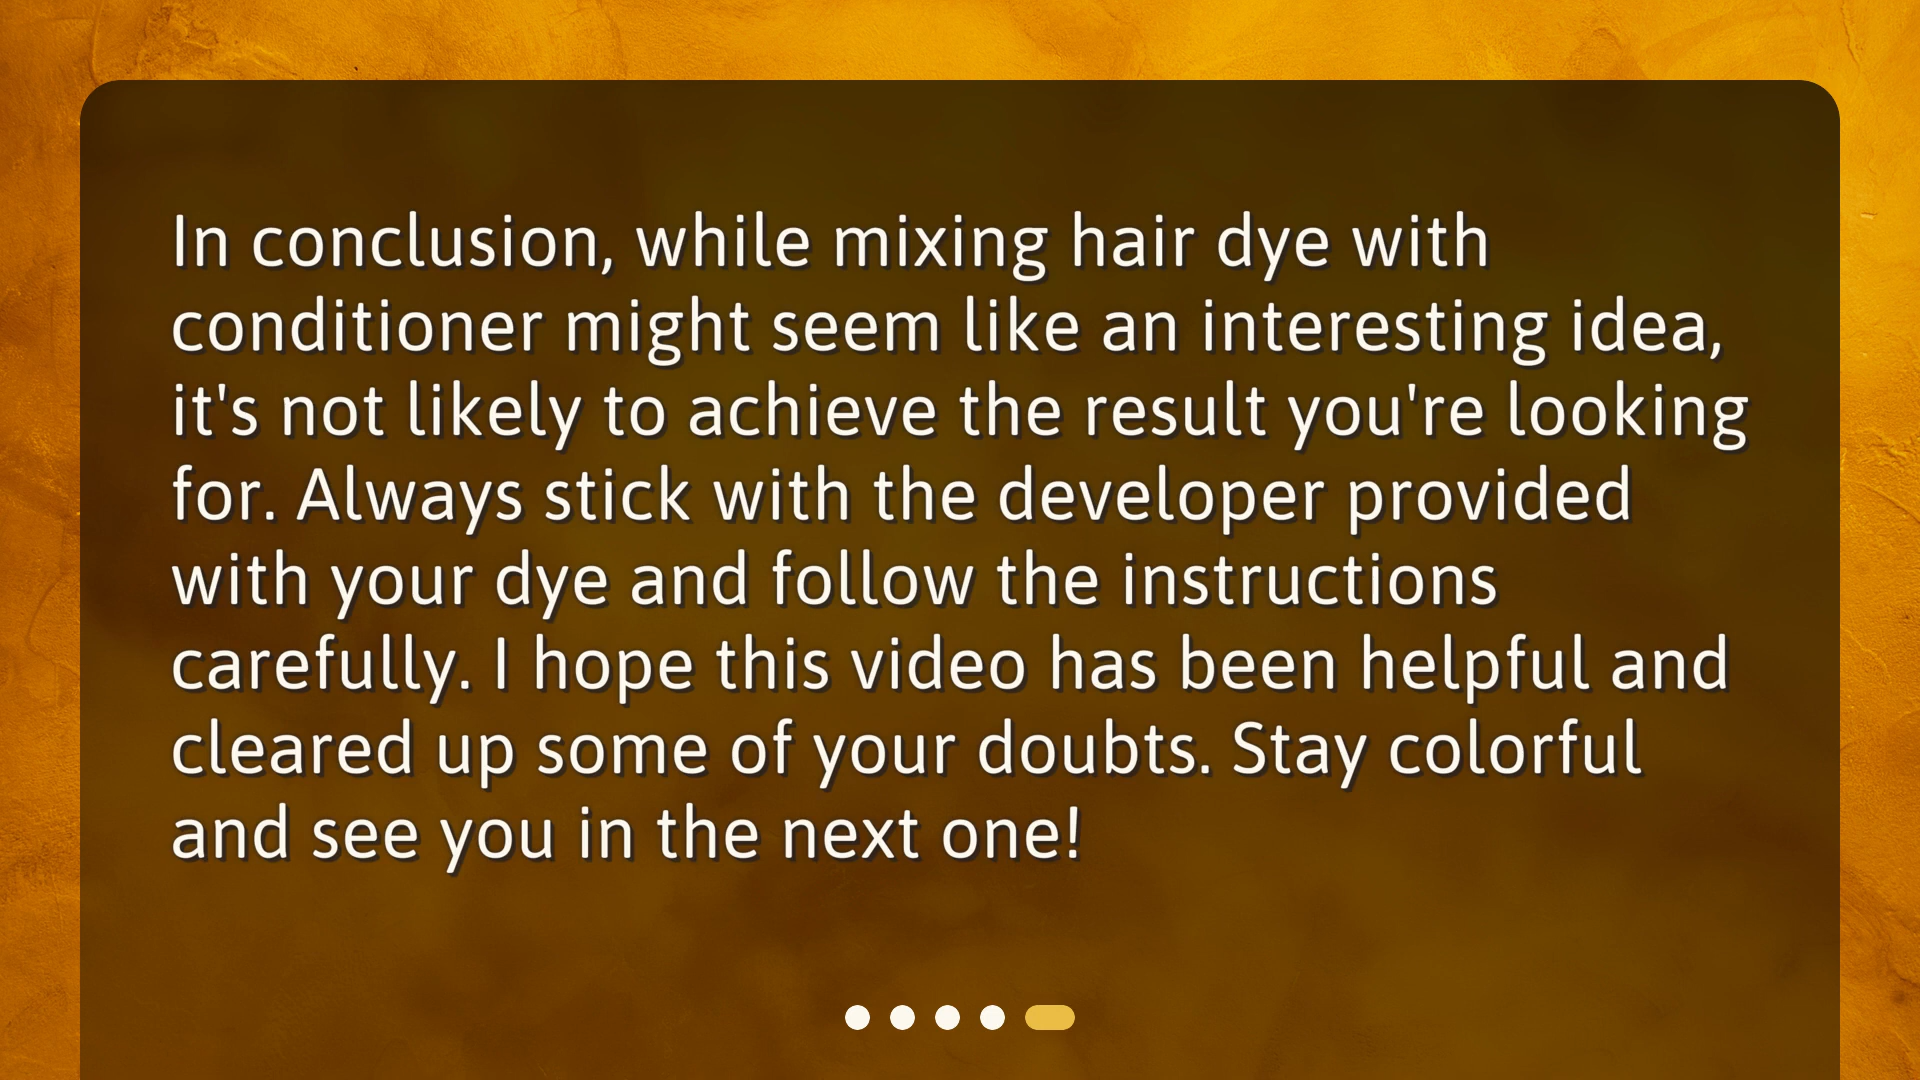 In conclusion, while mixing hair dye with
conditioner might seem like an interesting idea,
it's not likely to achieve the result you're looking
for. Always stick with the developer provided
with your dye and follow the instructions
carefully. I hope this video has been helpful and
cleared up some of your doubts. Stay colorful
and see you in the next one!